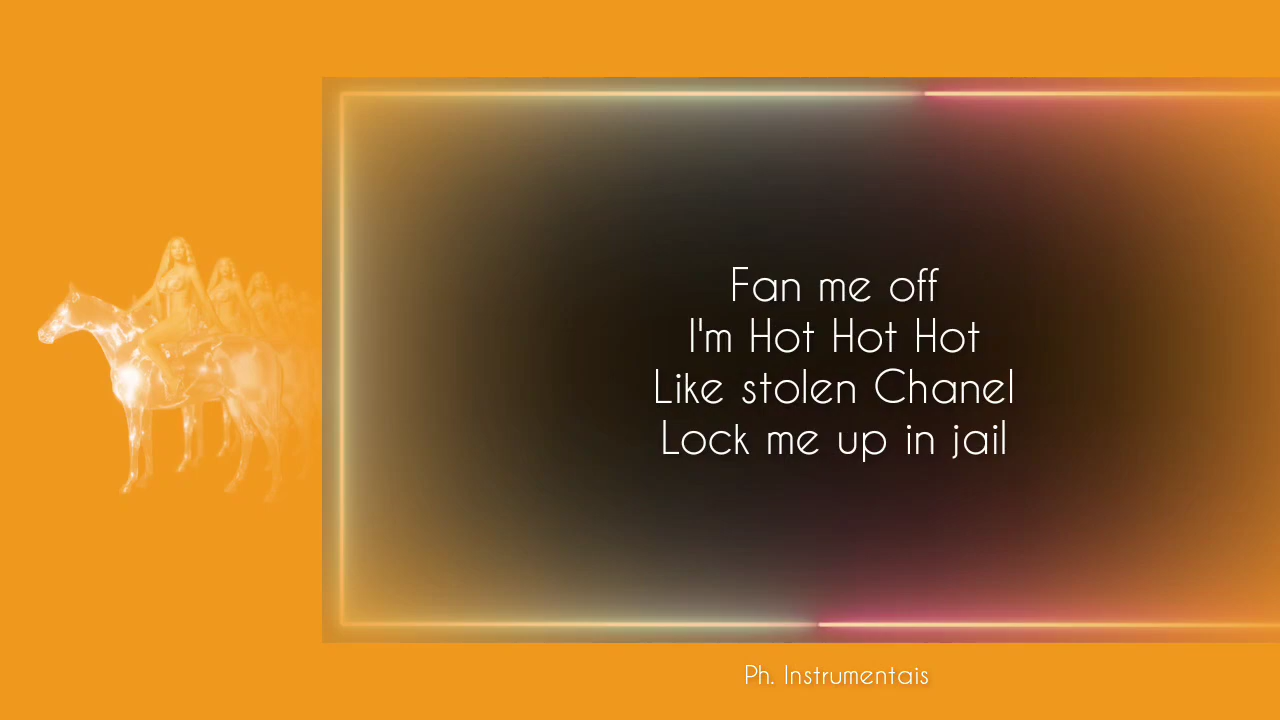 Fan me off
I'm Hot Hot Hot
Like stolen Chanel
Lock me up in jail
Ph. Instrumentais